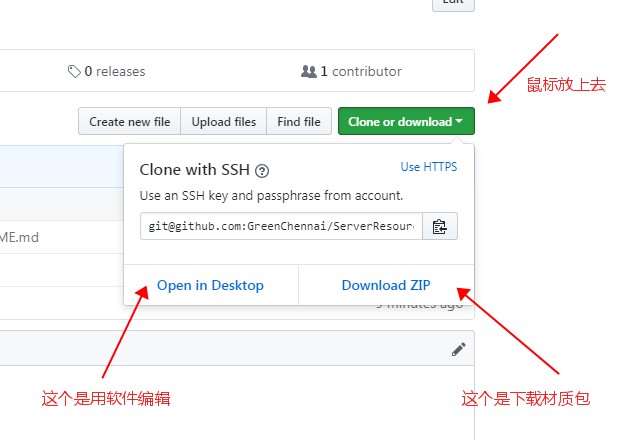 Edit
0 releases
1 contributor
鼠标放上去
Create new file
Upload files
Find file
Clone or download
Clone with SSH
Use HTTPS
Use an SSH key and passphrase from account.
ME.md
git@github.com:GreenChennai/ServerResour
Open in Desktop
Download ZIP
9 minutes ago
这个是用软件编辑
这个是下载材质包